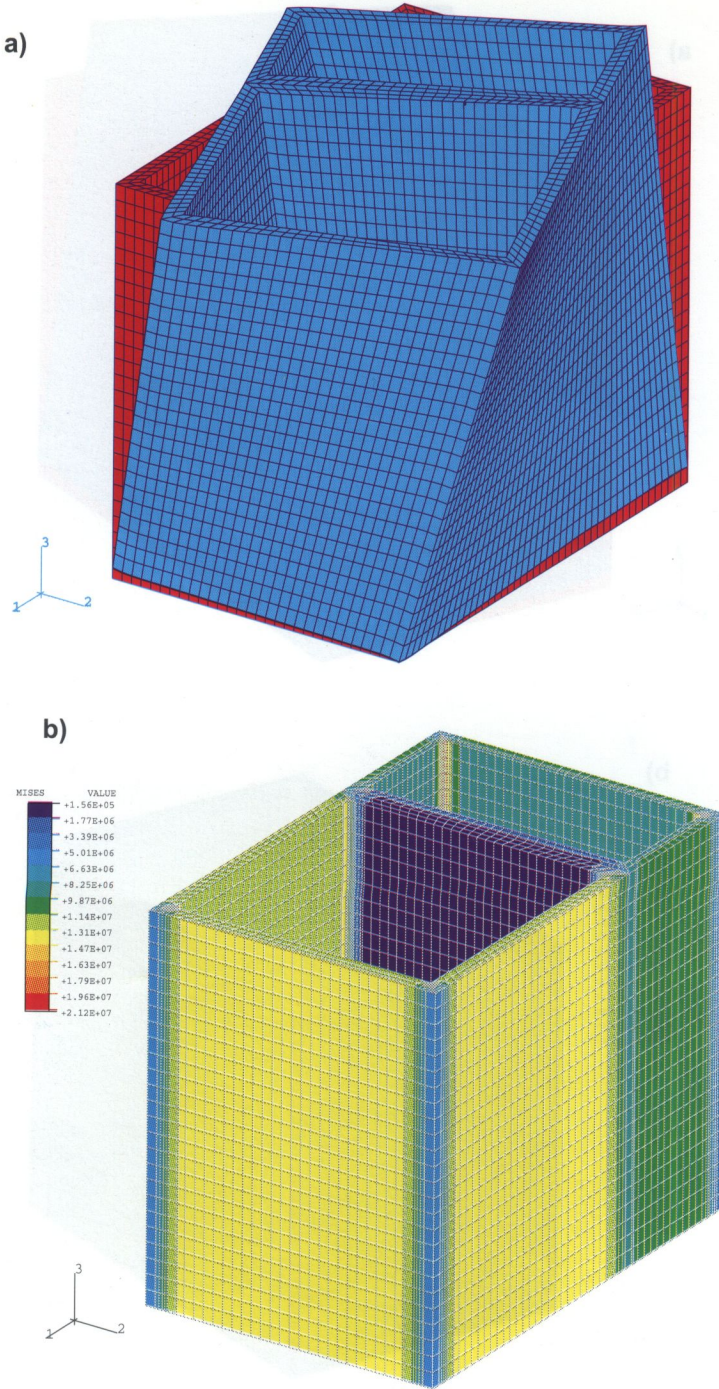 a)
3
1 2
b)
MISES VALUE
+1.56E+05
+1.77E+06
+3.39E+06
+5.01E+06
+6.63E+06
+8.25E+06
+9.87E+06
+1.14E+07
+1.31E+07
+1.47E+07
+1.63E+07
+1.79E+07
+1.96E+07
+2.12E+07
3
1 2